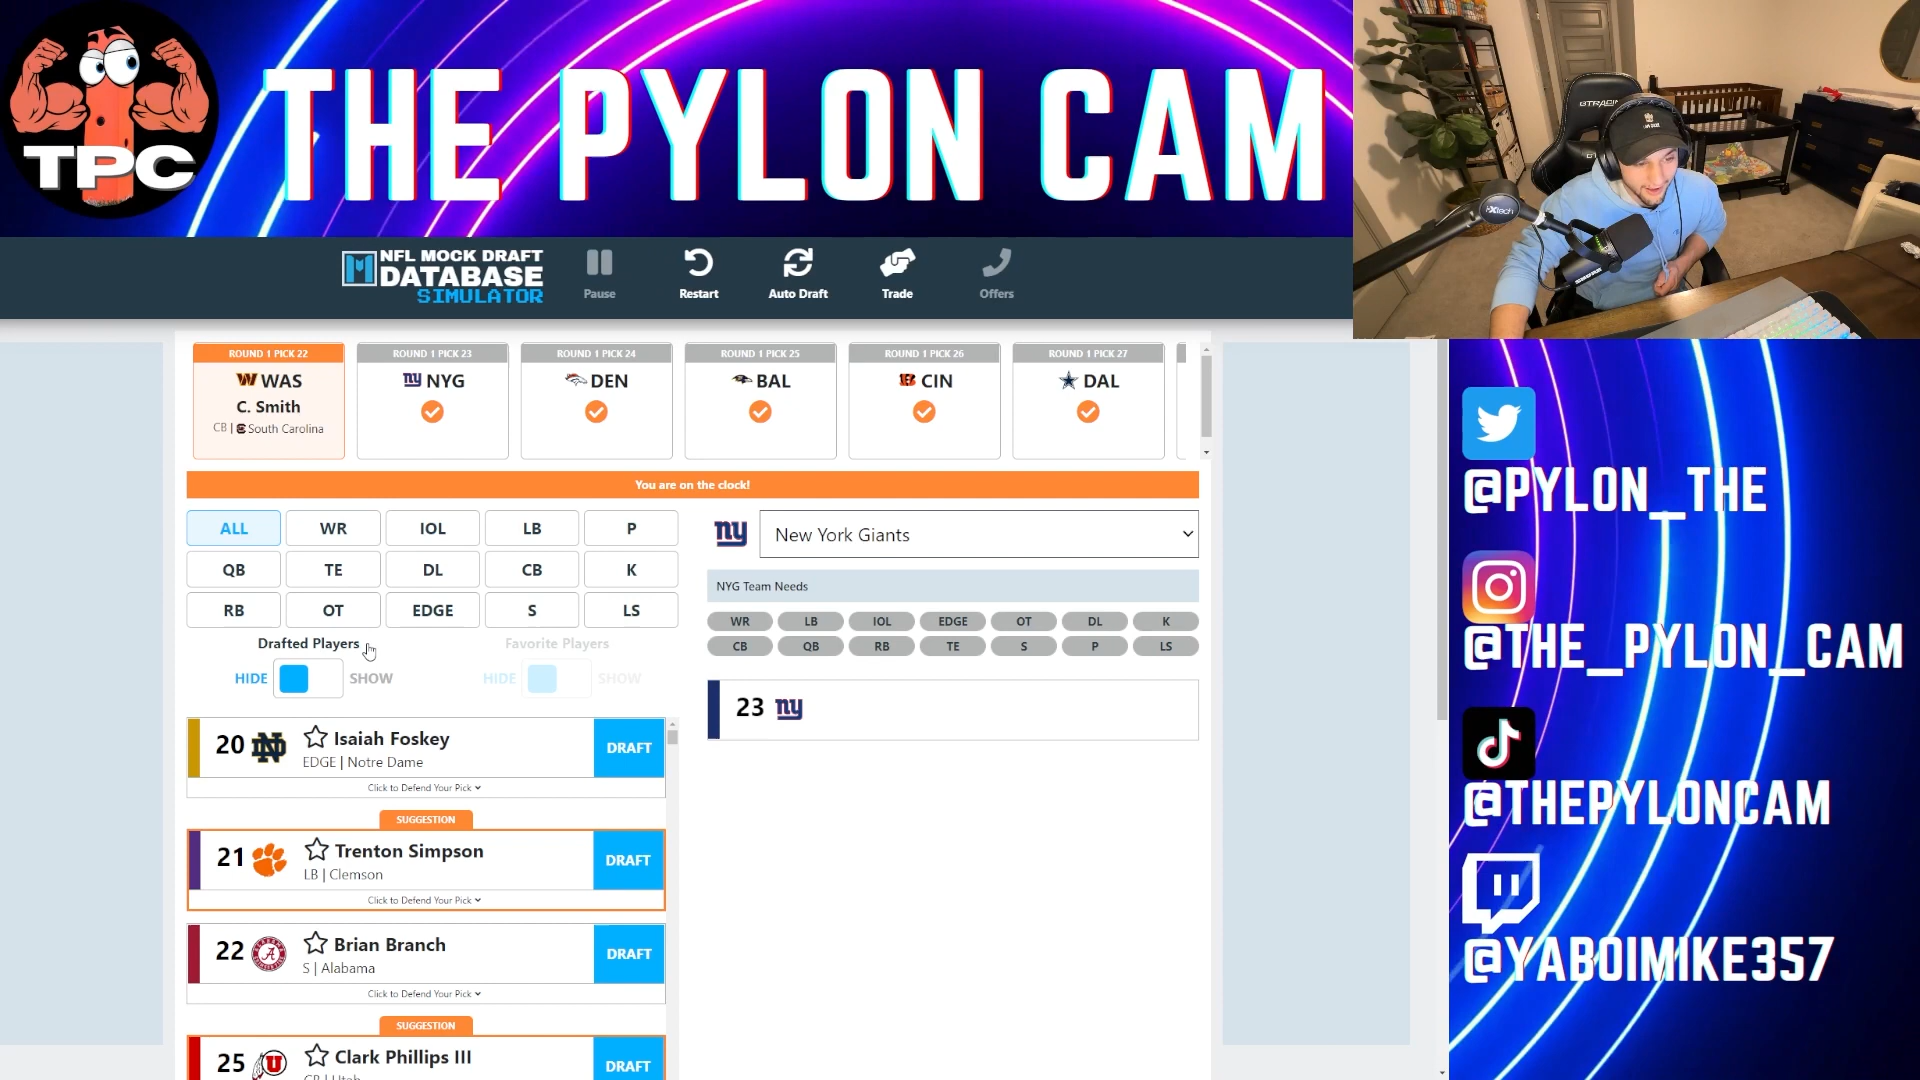 TPC
THE PYLON CAM
NFL MOCK DRAFT
DATABASE
SIMULATOR
Pause
Restart
Auto Draft
Trade
Offers
ROUND 1 PICK 22
WAS
C. Smith
CB | South Carolina
ROUND 1 PICK 23
NYG
ROUND 1 PICK 24
DEN
ROUND 1 PICK 25
BAL
ROUND 1 PICK 26
CIN
ROUND 1 PICK 27
DAL
You are on the clock!
ALL WR IOL LB P
QB TE DL CB K
RB OT EDGE S LS
Drafted Players
HIDE SHOW
Favorite Players
HIDE SHOW
20 Isaiah Foskey
EDGE | Notre Dame
DRAFT
Click to Defend Your Pick
SUGGESTION
21 Trenton Simpson
LB | Clemson
DRAFT
Click to Defend Your Pick
22 Brian Branch
S | Alabama
DRAFT
Click to Defend Your Pick
SUGGESTION
25 Clark Phillips III
CB | Utah
DRAFT
ny New York Giants
NYG Team Needs
WR LB IOL EDGE OT DL K
CB QB RB TE S P LS
23 ny
@PYLON_THE
@THE_PYLON_CAM
@THEPYLONCAM
@YABOIMIKE357